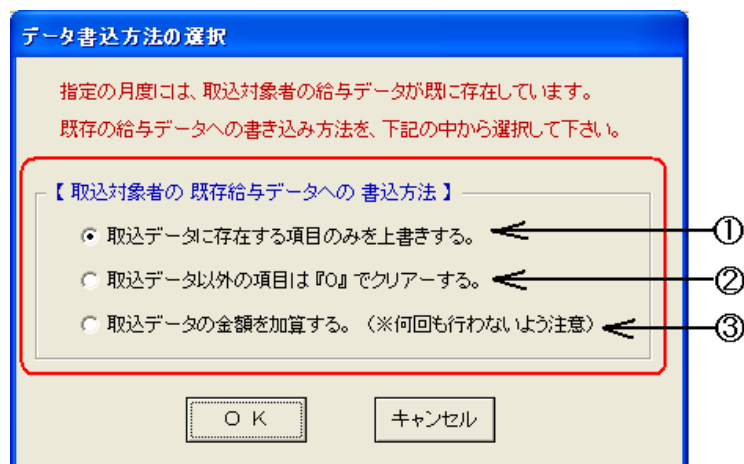 データ書込方法の選択
指定の月度には、取込対象者の給与データが既に存在しています。
既存の給与データへの書き込み方法を、下記の中から選択して下さい。
【 取込対象者の 既存給与データへの 書込方法 】
取込データに存在する項目のみを上書きする。 ①
取込データ以外の項目は『0』でクリアーする。 ②
取込データの金額を加算する。（※何回も行わないよう注意） ③
ＯＫ キャンセル